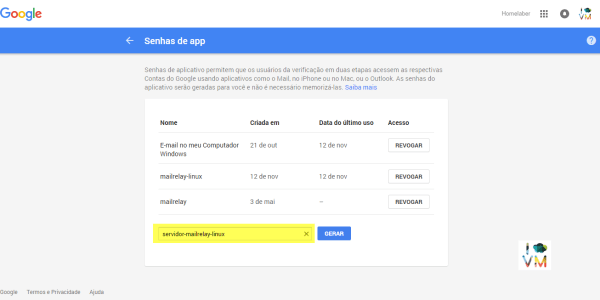 Google
Homelaber
I
VM
Senhas de app
Senhas de aplicativo permitem que os usuários da verificação em duas etapas acessem as respectivas
Contas do Google usando aplicativos como o Mail, no iPhone ou no Mac, ou o Outlook. As senhas do
aplicativo serão geradas para você e não é necessário memorizá-las. Saiba mais
Nome Criada em Data do último uso Acesso
E-mail no meu Computador
Windows 21 de out 12 de nov REVOGAR
mailrelay-linux 12 de nov 12 de nov REVOGAR
mailrelay 3 de mai – REVOGAR
servidor-mailrelay-linux × GERAR
I
VM
Google Termos e Privacidade Ajuda